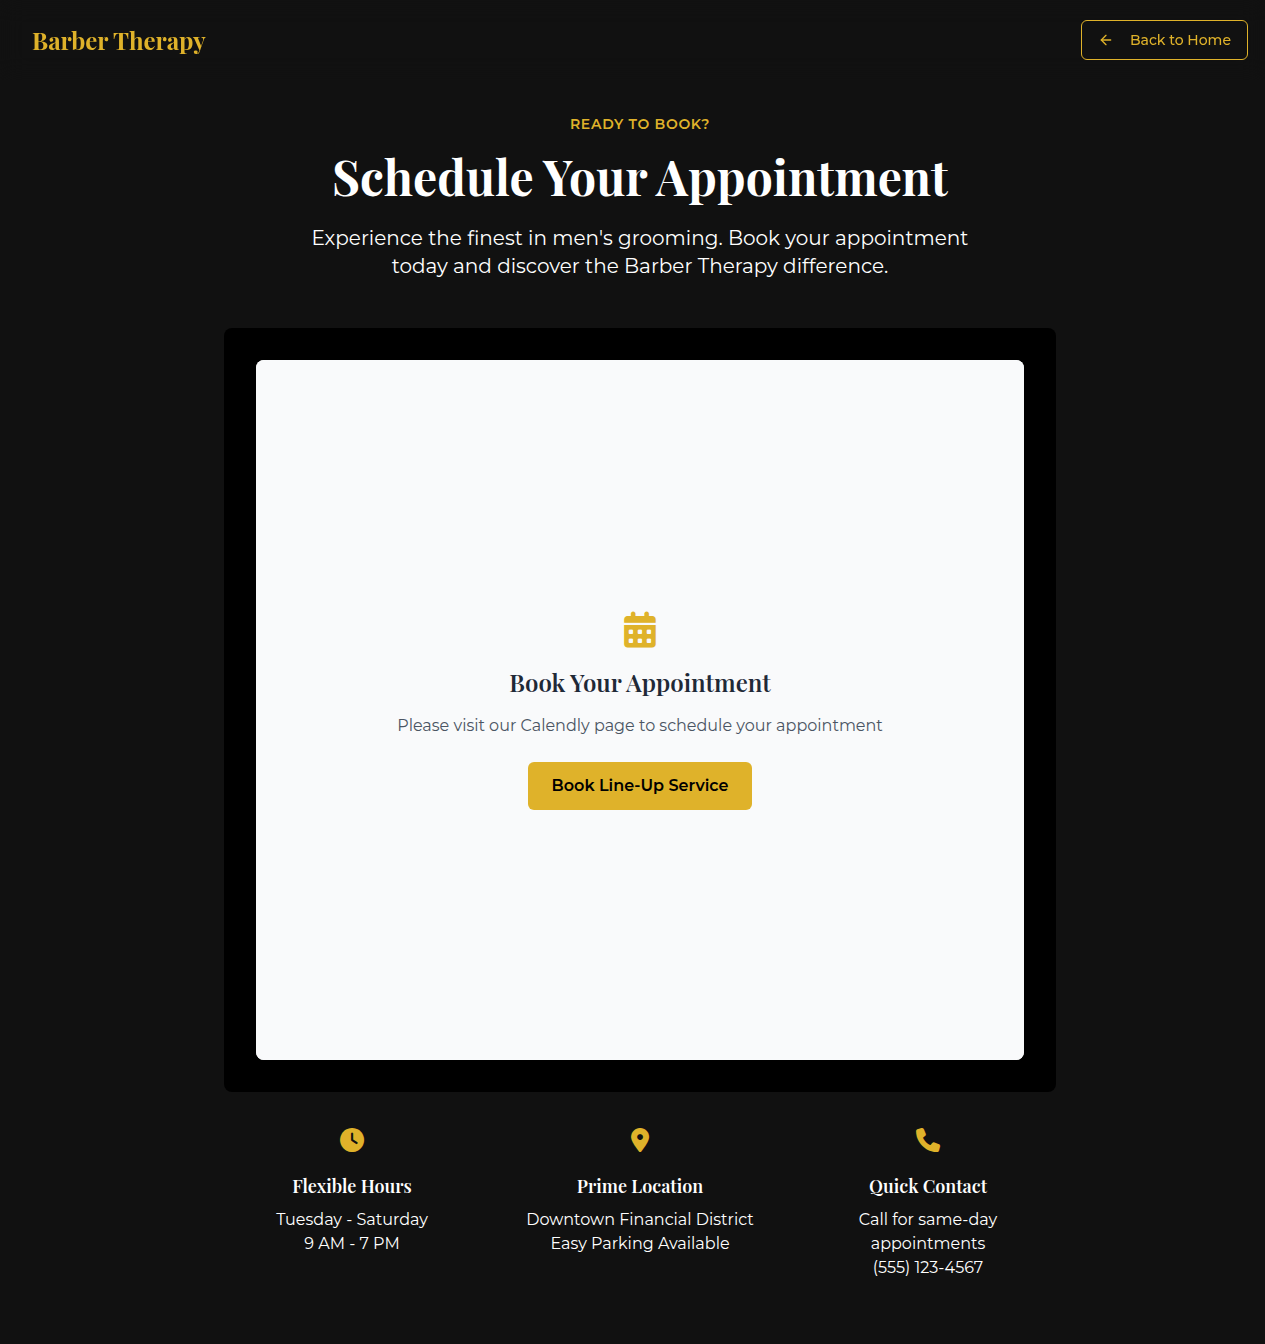 Barber Therapy
Back to Home
READY TO BOOK?
Schedule Your Appointment
Experience the finest in men's grooming. Book your appointment
today and discover the Barber Therapy difference.
Book Your Appointment
Please visit our Calendly page to schedule your appointment
Book Line-Up Service
Flexible Hours
Tuesday - Saturday
9 AM - 7 PM
Prime Location
Downtown Financial District
Easy Parking Available
Quick Contact
Call for same-day
appointments
(555) 123-4567